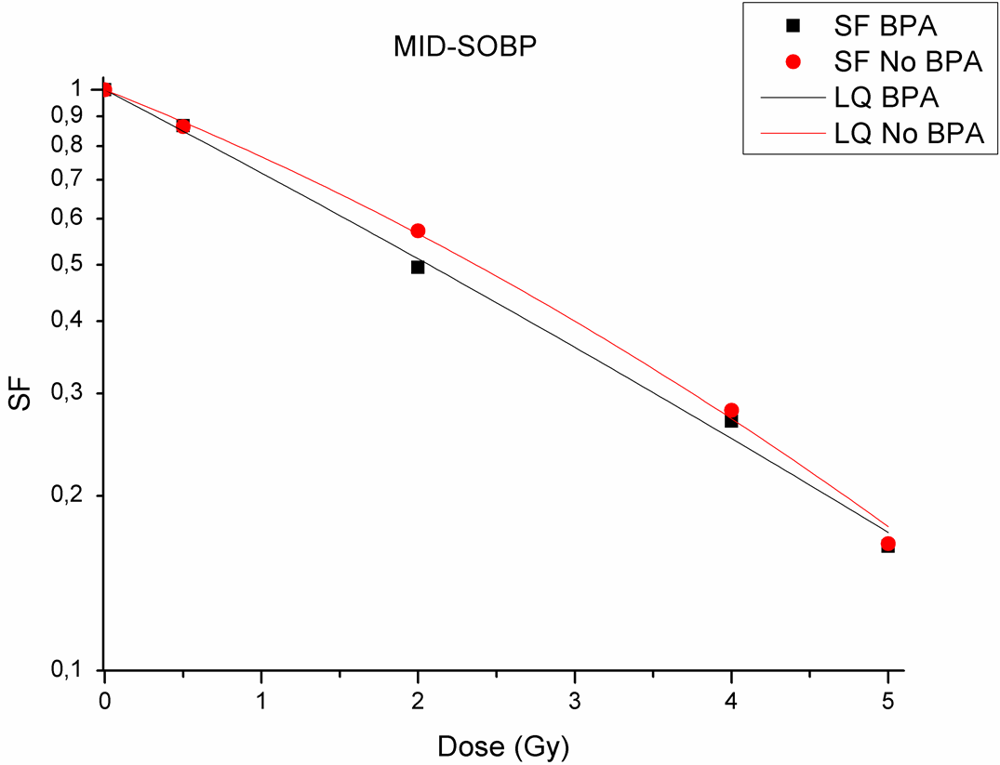 MID-SOBP
SF BPA
SF No BPA
LQ BPA
LQ No BPA
1
0,9
0,8
0,7
0,6
0,5
0,4
0,3
0,2
0,1
SF
0 1 2 3 4 5
Dose (Gy)